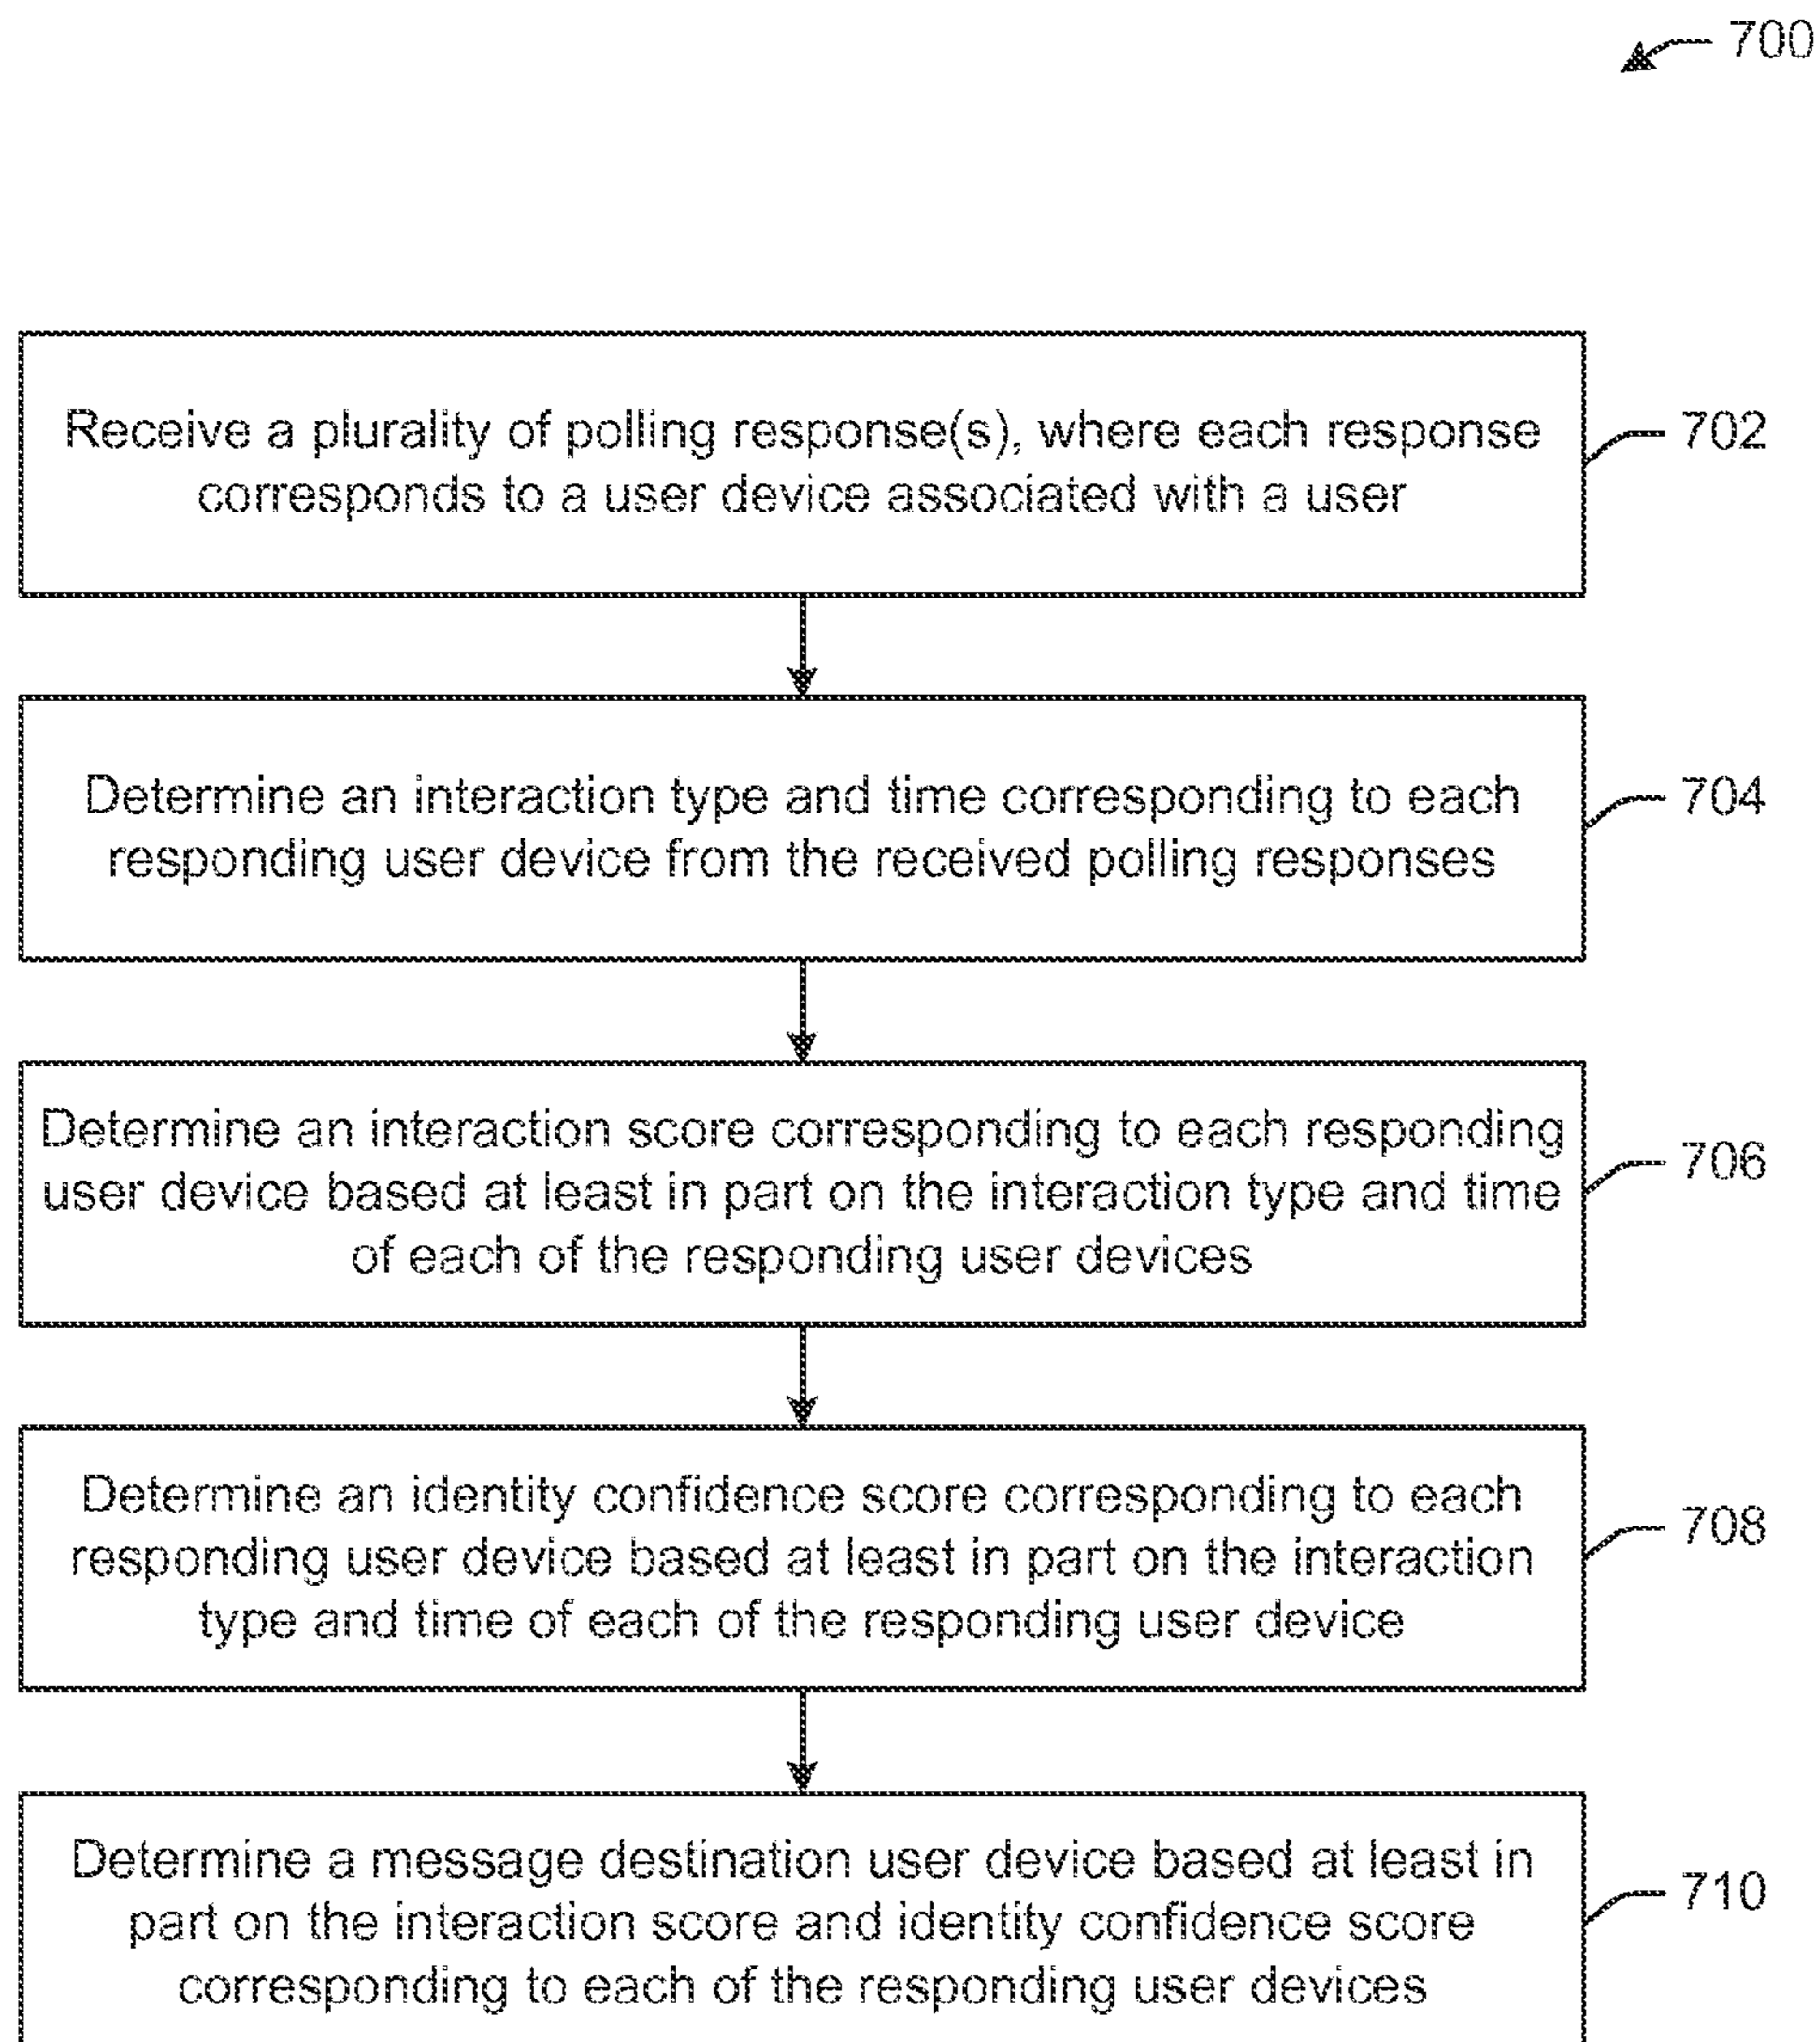 700
Receive a plurality of polling response(s), where each response
corresponds to a user device associated with a user
702
Determine an interaction type and time corresponding to each
responding user device from the received polling responses
704
Determine an interaction score corresponding to each responding
user device based at least in part on the interaction type and time
of each of the responding user devices
706
Determine an identity confidence score corresponding to each
responding user device based at least in part on the interaction
type and time of each of the responding user device
708
Determine a message destination user device based at least in
part on the interaction score and identity confidence score
corresponding to each of the responding user devices
710